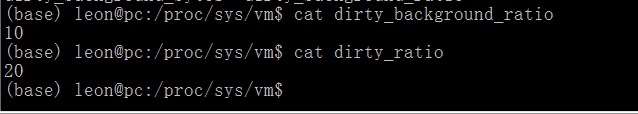 (base) leon@pc:/proc/sys/vm$ cat dirty_background_ratio
10
(base) leon@pc:/proc/sys/vm$ cat dirty_ratio
20
(base) leon@pc:/proc/sys/vm$